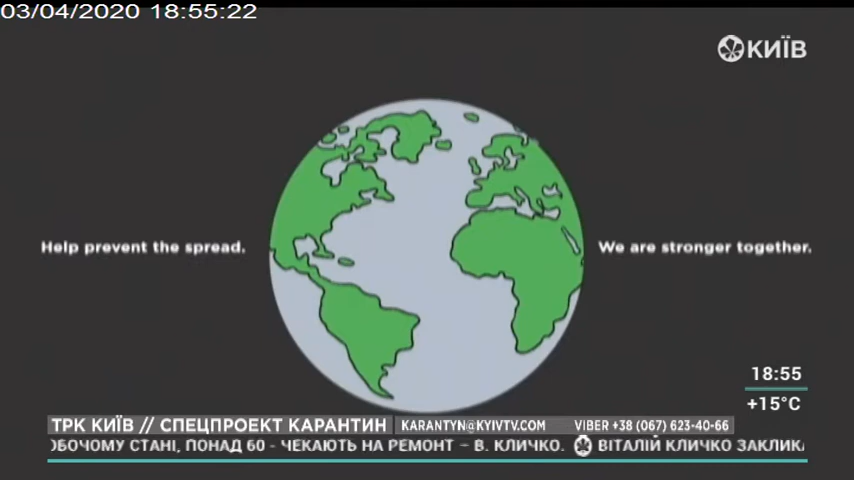 03/04/2020 18:55:22
КИЇВ
Help prevent the spread.
We are stronger together.
18:55
+15°C
ТРК КИЇВ // СПЕЦПРОЕКТ КАРАНТИН
KARANTYN@KYIVTV.COM
VIBER +38 (067) 623-40-66
ОБОЧОМУ СТАНІ, ПОНАД 60 - ЧЕКАЮТЬ НА РЕМОНТ – В. КЛИЧКО. ВІТАЛІЙ КЛИЧКО ЗАКЛИКА